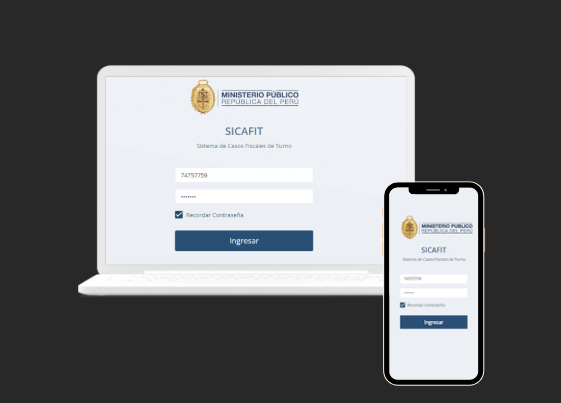 MINISTERIO PÚBLICO
REPÚBLICA DEL PERÚ
SICAFIT
Sistema de Casos Fiscales de Turno
74757759
•••••••
Recordar Contraseña
Ingresar
MINISTERIO PÚBLICO
REPÚBLICA DEL PERÚ
SICAFIT
Sistema de Casos Fiscales de Turno
Recordar Contraseña
Ingresar